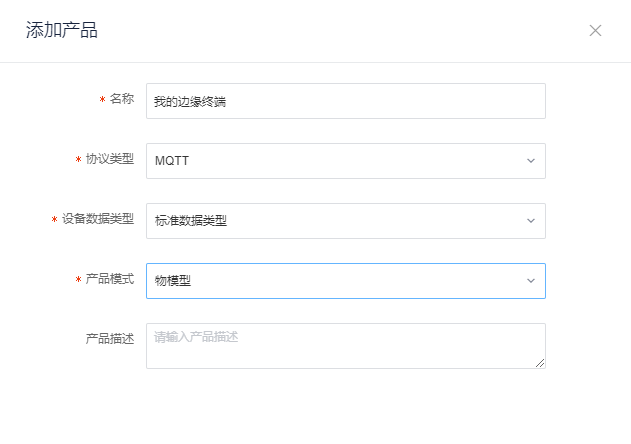 添加产品
* 名称 我的边缘终端
* 协议类型 MQTT
* 设备数据类型 标准数据类型
* 产品模式 物模型
产品描述 请输入产品描述